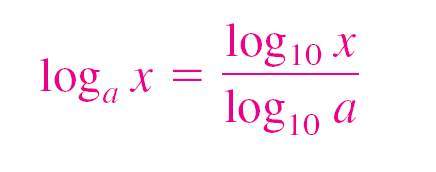 logₐ x = log₁₀ x / log₁₀ a